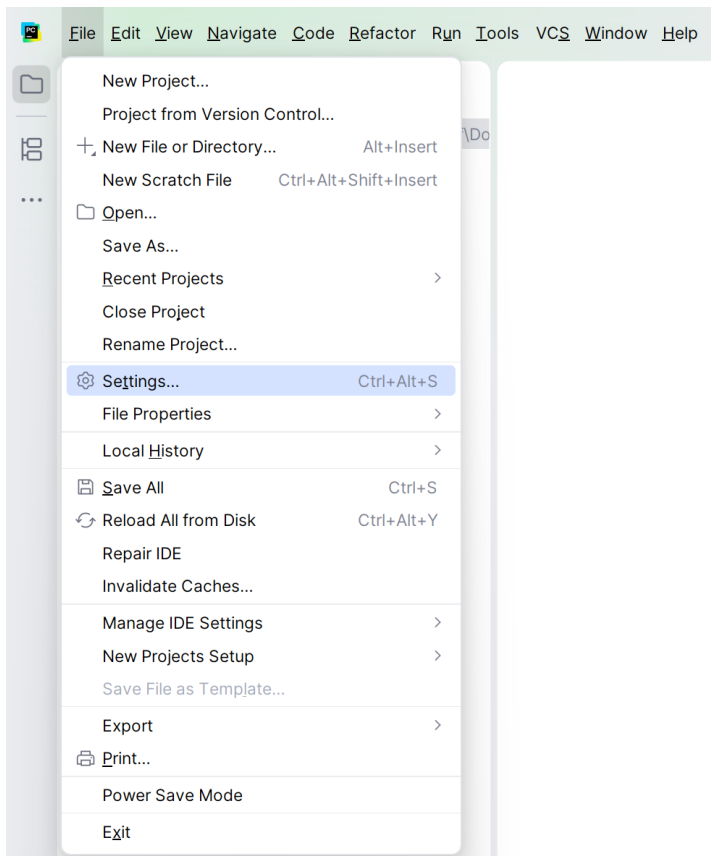 PC
File Edit View Navigate Code Refactor Run Tools VCS Window Help
New Project...
Project from Version Control...
\Do
New File or Directory... Alt+Insert
New Scratch File Ctrl+Alt+Shift+Insert
Open...
Save As...
Recent Projects
Close Project
Rename Project...
Settings... Ctrl+Alt+S
File Properties
Local History
Save All Ctrl+S
Reload All from Disk Ctrl+Alt+Y
Repair IDE
Invalidate Caches...
Manage IDE Settings
New Projects Setup
Save File as Template...
Export
Print...
Power Save Mode
Exit